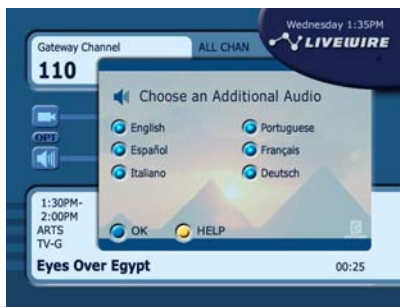 Wednesday 1:35PM
LIVEWIRE
Gateway Channel
ALL CHAN
110
Choose an Additional Audio
English
Portuguese
Español
Français
Italiano
Deutsch
OPT
OK
HELP
1:30PM-
2:00PM
ARTS
TV-G
Eyes Over Egypt
00:25